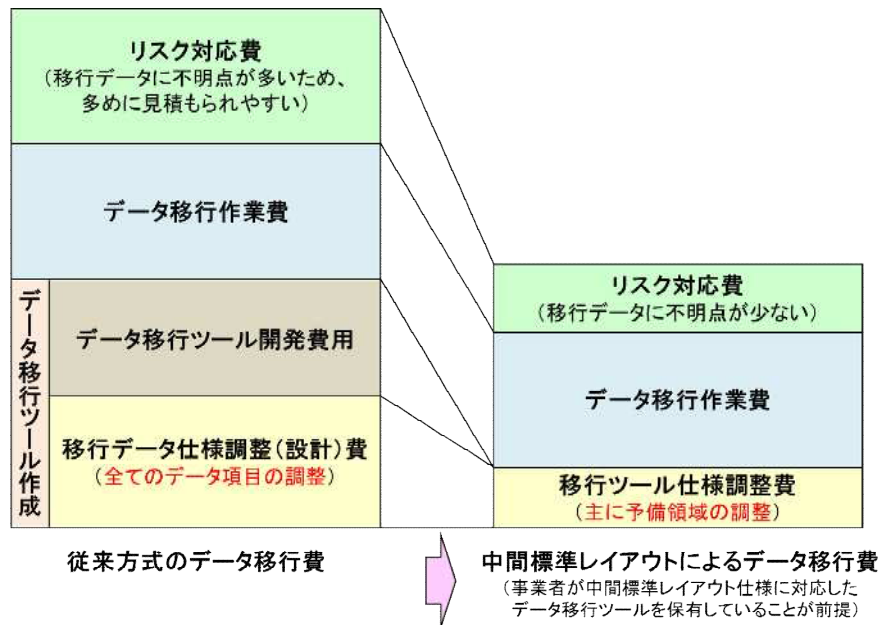 リスク対応費
（移行データに不明点が多いため、
多めに見積もられやすい）
データ移行作業費
データ移行ツール作成
データ移行ツール開発費用
移行データ仕様調整（設計）費
（全てのデータ項目の調整）
従来方式のデータ移行費
リスク対応費
（移行データに不明点が少ない）
データ移行作業費
移行ツール仕様調整費
（主に予備領域の調整）
中間標準レイアウトによるデータ移行費
（事業者が中間標準レイアウト仕様に対応した
データ移行ツールを保有していることが前提）